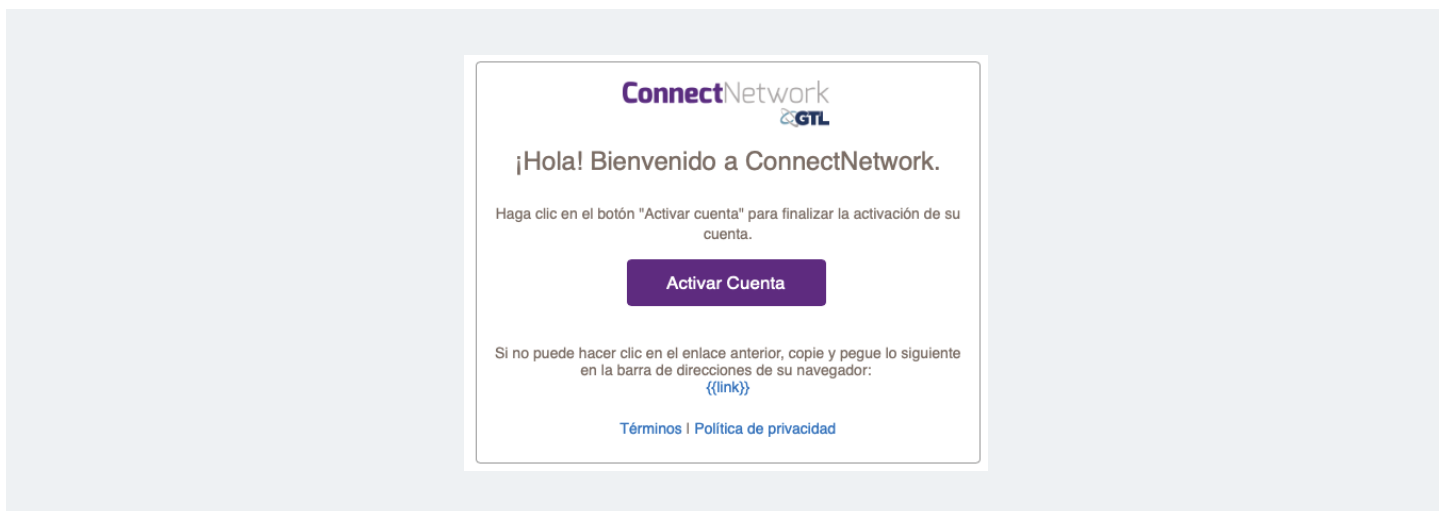 ConnectNetwork
GTL
¡Hola! Bienvenido a ConnectNetwork.
Haga clic en el botón "Activar cuenta" para finalizar la activación de su
cuenta.
Activar Cuenta
Si no puede hacer clic en el enlace anterior, copie y pegue lo siguiente
en la barra de direcciones de su navegador:
{{link}}
Términos | Política de privacidad